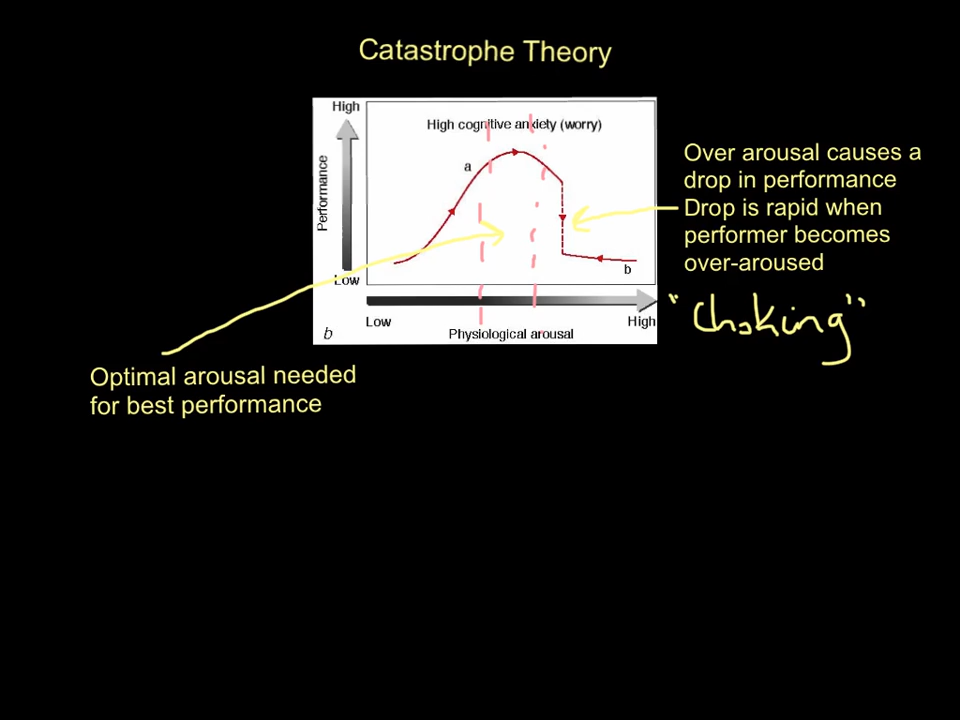 Catastrophe Theory
High
High cognitive anxiety (worry)
a
Performance
b
Low
Low
High
b
Physiological arousal
Over arousal causes a
drop in performance
Drop is rapid when
performer becomes
over-aroused
"Choking"
Optimal arousal needed
for best performance